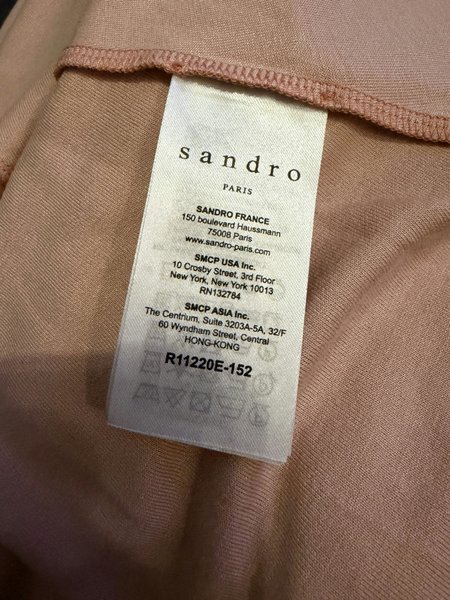 sandro
PARIS
SANDRO FRANCE
150 boulevard Haussmann
75008 Paris
www.sandro-paris.com
SMCP USA Inc.
10 Crosby Street, 3rd Floor
New York, New York 10013
RN132784
SMCP ASIA Inc.
The Centrium, Suite 3203A-5A, 32/F
60 Wyndham Street, Central
HONG-KONG
R11220E-152